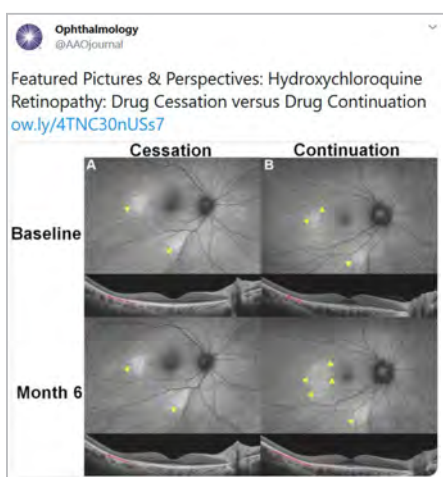 Ophthalmology
@AAOjournal
Featured Pictures & Perspectives: Hydroxychloroquine
Retinopathy: Drug Cessation versus Drug Continuation
ow.ly/4TNC30nUSs7
Cessation Continuation
A B
Baseline
Month 6